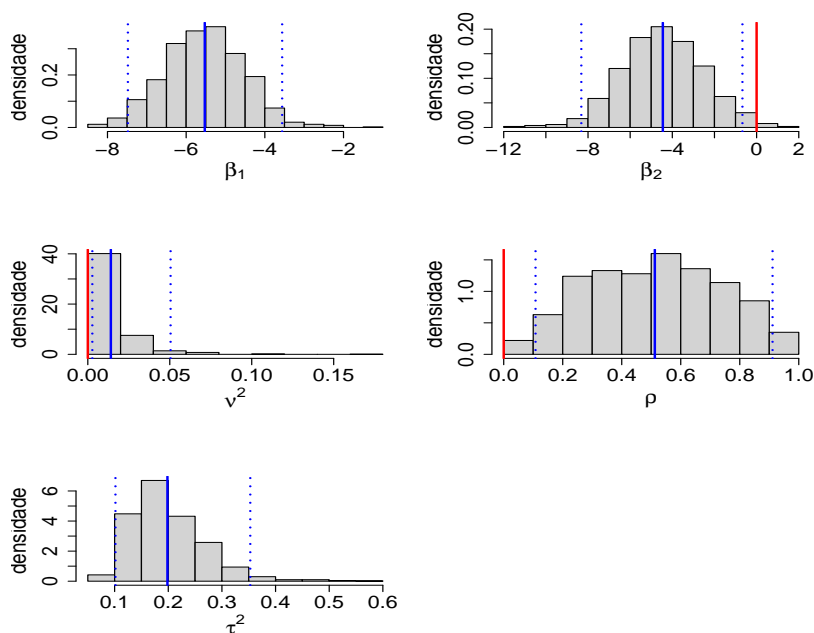 densidade
0.0 0.2
−8 −6 −4 −2
β1
densidade
0.00 0.10 0.20
−12 −8 −4 0 2
β2
densidade
0 20 40
0.00 0.05 0.10 0.15
ν²
densidade
0.0 1.0
0.0 0.2 0.4 0.6 0.8 1.0
ρ
densidade
0 2 4 6
0.1 0.2 0.3 0.4 0.5 0.6
τ²